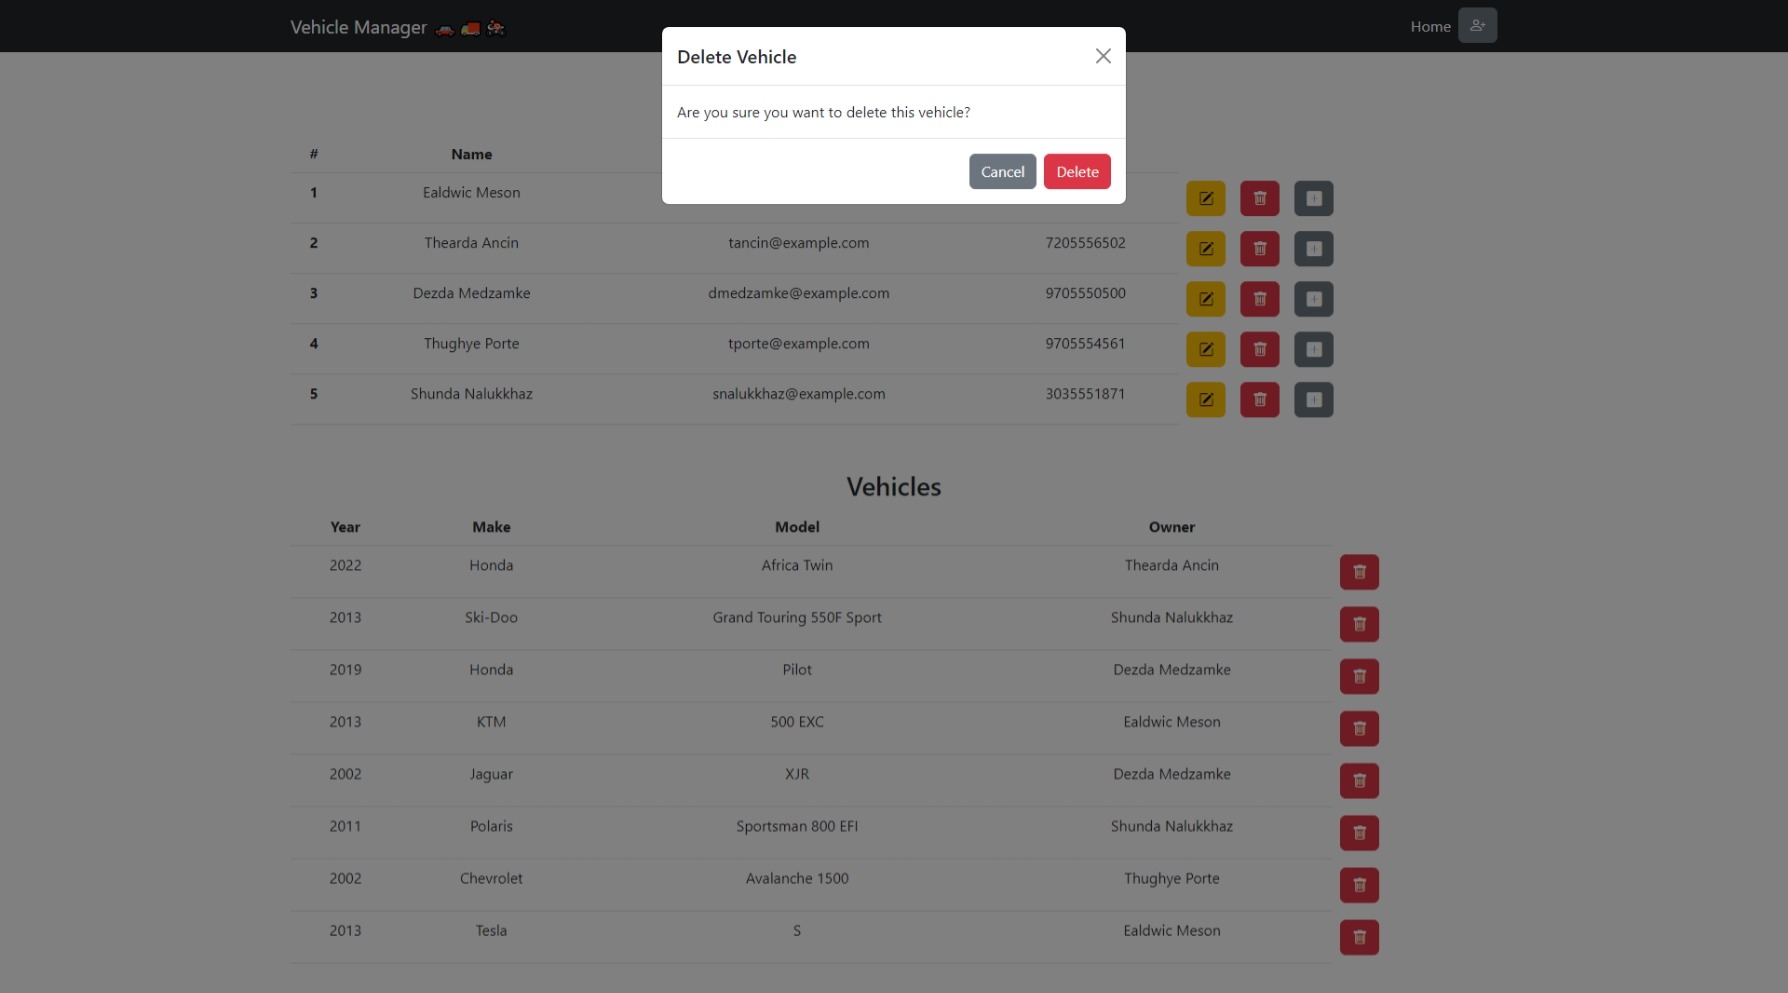 Vehicle Manager Home
Delete Vehicle
Are you sure you want to delete this vehicle?
Cancel Delete
# Name
1 Ealdwic Meson
2 Thearda Ancin tancin@example.com 7205556502
3 Dezda Medzamke dmedzamke@example.com 9705550500
4 Thughye Porte tporte@example.com 9705554561
5 Shunda Nalukkhaz snalukkhaz@example.com 3035551871
Vehicles
Year Make Model Owner
2022 Honda Africa Twin Thearda Ancin
2013 Ski-Doo Grand Touring 550F Sport Shunda Nalukkhaz
2019 Honda Pilot Dezda Medzamke
2013 KTM 500 EXC Ealdwic Meson
2002 Jaguar XJR Dezda Medzamke
2011 Polaris Sportsman 800 EFI Shunda Nalukkhaz
2002 Chevrolet Avalanche 1500 Thughye Porte
2013 Tesla S Ealdwic Meson